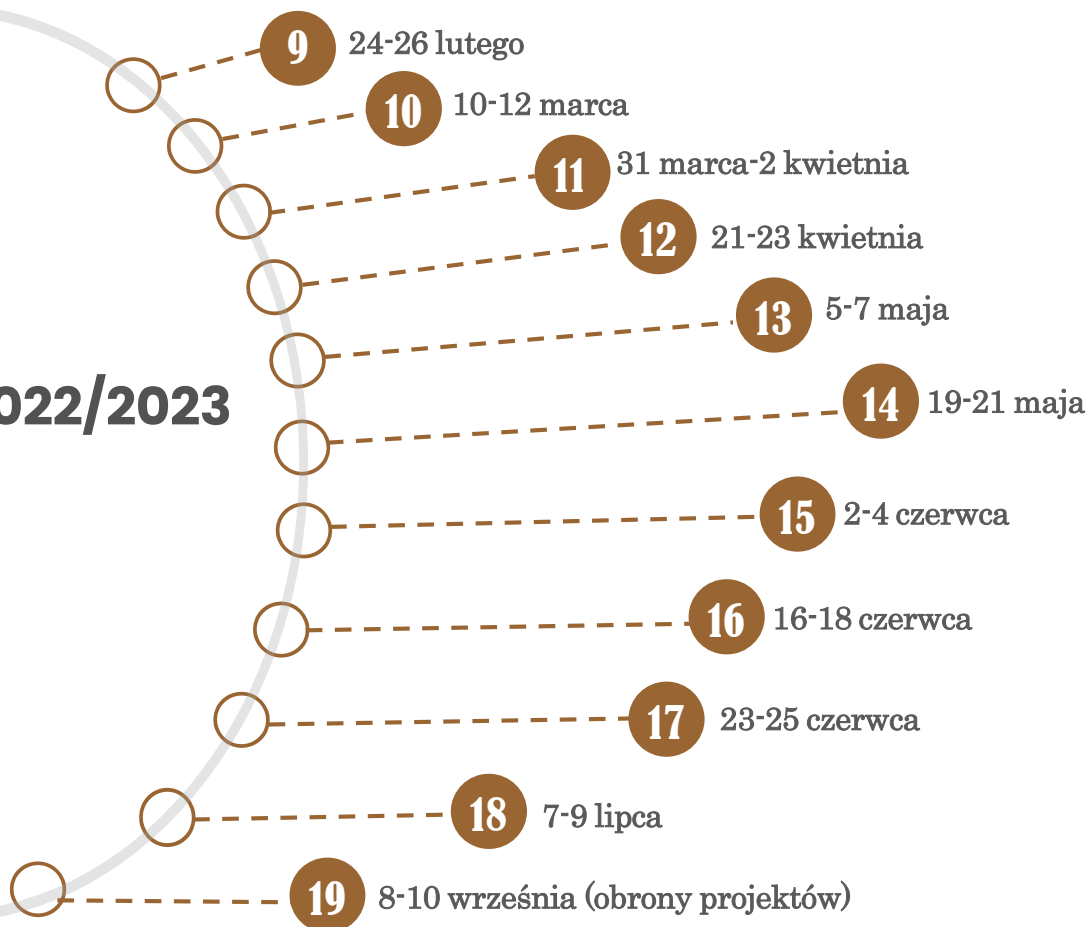 9 24-26 lutego
10 10-12 marca
11 31 marca-2 kwietnia
12 21-23 kwietnia
13 5-7 maja
022/2023
14 19-21 maja
15 2-4 czerwca
16 16-18 czerwca
17 23-25 czerwca
18 7-9 lipca
19 8-10 września (obrony projektów)